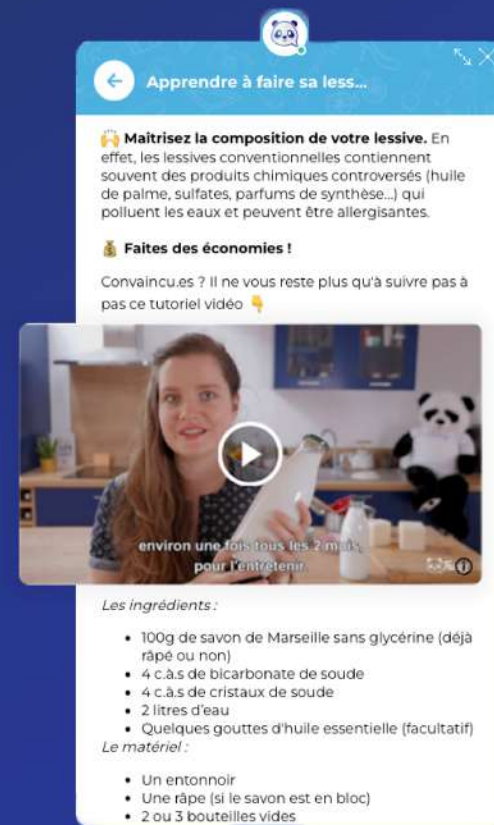 Apprendre à faire sa less...
🙌 Maîtrisez la composition de votre lessive. En
effet, les lessives conventionnelles contiennent
souvent des produits chimiques controversés (huile
de palme, sulfates, parfums de synthèse...) qui
polluent les eaux et peuvent être allergisantes.
💰 Faites des économies !
Convaincu.es ? Il ne vous reste plus qu'à suivre pas à
pas ce tutoriel vidéo 👇
environ une fois tous les 2 mois
pour l'entretenir
Les ingrédients :
• 100g de savon de Marseille sans glycérine (déjà
râpé ou non)
• 4 c.à.s de bicarbonate de soude
• 4 c.à.s de cristaux de soude
• 2 litres d'eau
• Quelques gouttes d'huile essentielle (facultatif)
Le matériel :
• Un entonnoir
• Une râpe (si le savon est en bloc)
• 2 ou 3 bouteilles vides